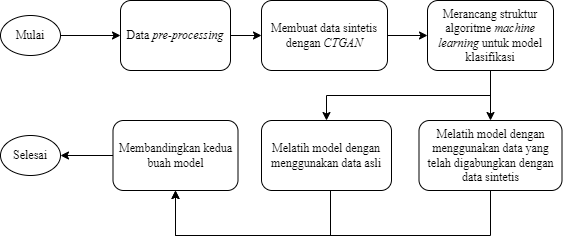 Mulai
Data pre-processing
Membuat data sintetis
dengan CTGAN
Merancang struktur
algoritme machine
learning untuk model
klasifikasi
Selesai
Membandingkan kedua
buah model
Melatih model dengan
menggunakan data asli
Melatih model dengan
menggunakan data yang
telah digabungkan dengan
data sintetis